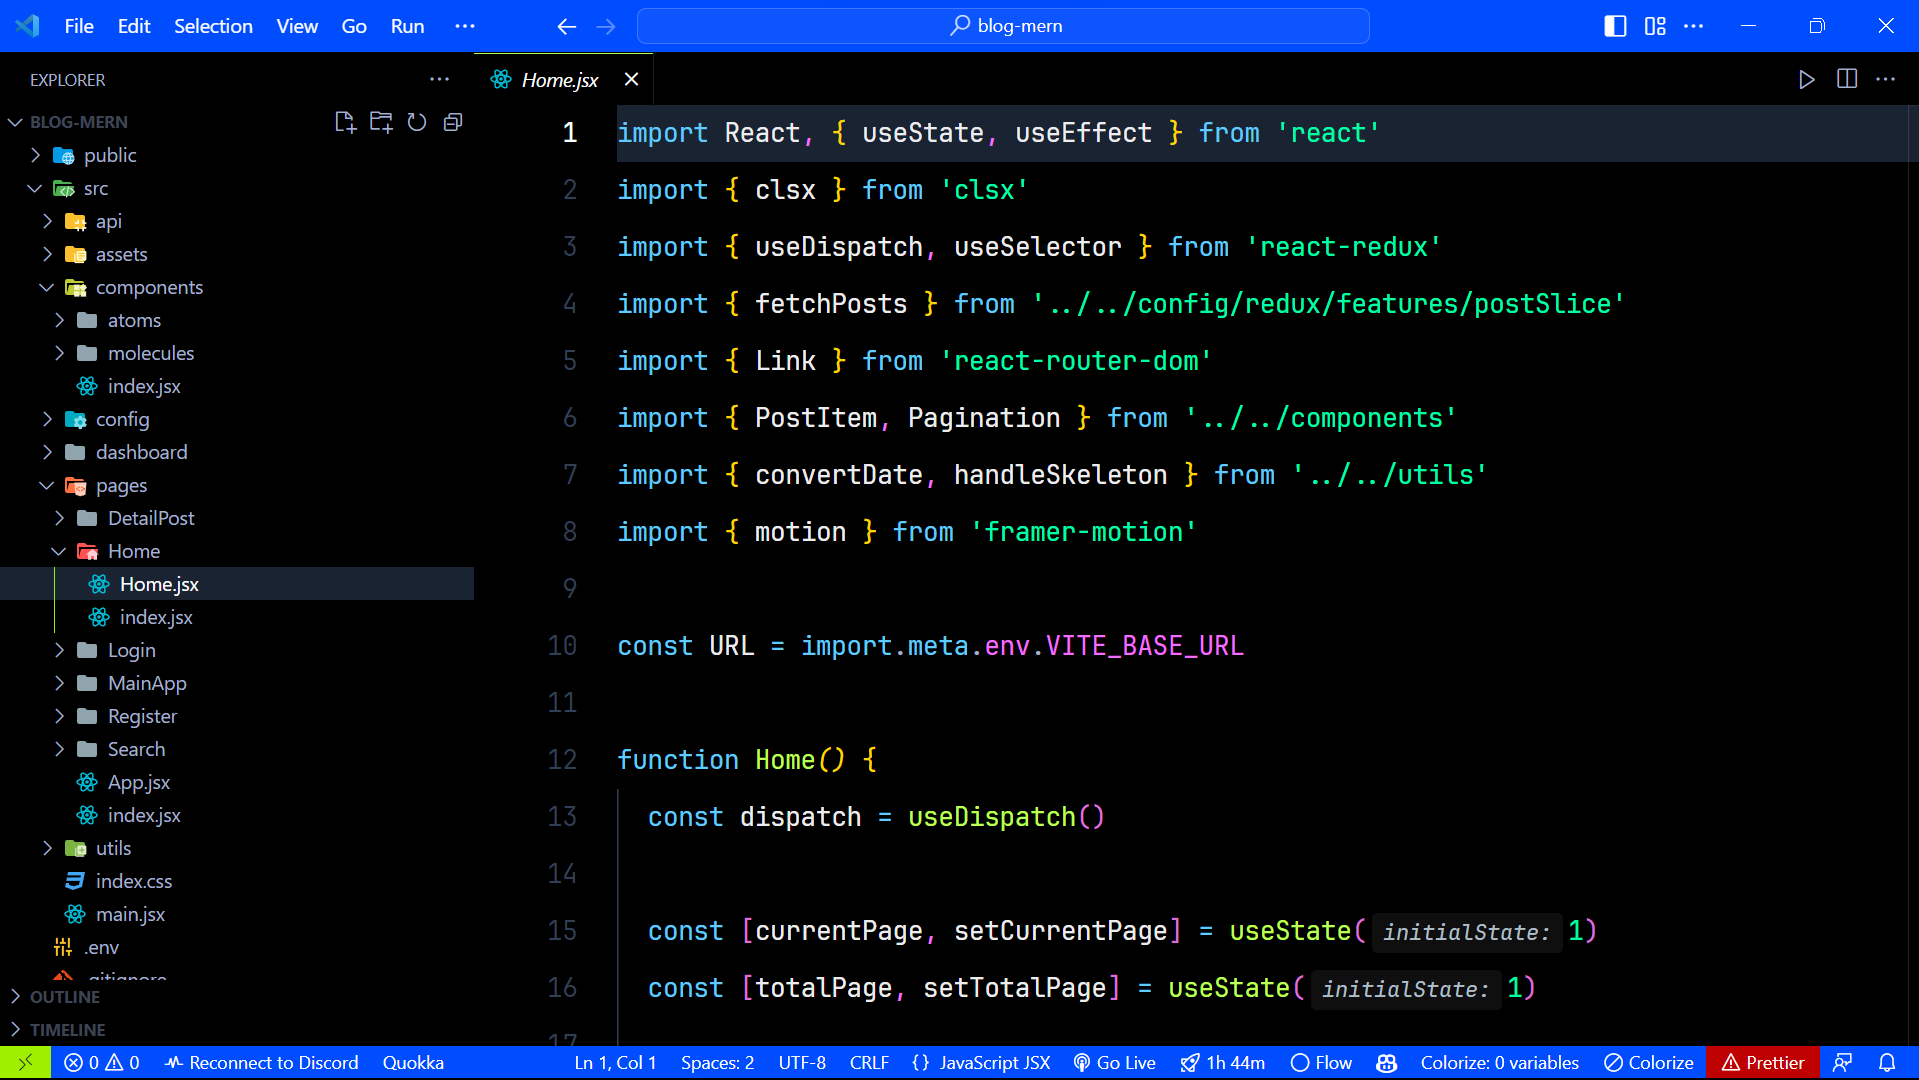 File Edit Selection View Go Run
blog-mern
EXPLORER
Home.jsx
BLOG-MERN
public
src
api
assets
components
atoms
molecules
index.jsx
config
dashboard
pages
DetailPost
Home
Home.jsx
index.jsx
Login
MainApp
Register
Search
App.jsx
index.jsx
utils
index.css
main.jsx
.env
.gitignore
OUTLINE
TIMELINE
1 import React, { useState, useEffect } from 'react'
2 import { clsx } from 'clsx'
3 import { useDispatch, useSelector } from 'react-redux'
4 import { fetchPosts } from '../../config/redux/features/postSlice'
5 import { Link } from 'react-router-dom'
6 import { PostItem, Pagination } from '../../components'
7 import { convertDate, handleSkeleton } from '../../utils'
8 import { motion } from 'framer-motion'
9
10 const URL = import.meta.env.VITE_BASE_URL
11
12 function Home() {
13 const dispatch = useDispatch()
14
15 const [currentPage, setCurrentPage] = useState( initialState: 1)
16 const [totalPage, setTotalPage] = useState( initialState: 1)
17
0 0 Reconnect to Discord Quokka Ln 1, Col 1 Spaces: 2 UTF-8 CRLF {} JavaScript JSX Go Live 1h 44m Flow Colorize: 0 variables Colorize Prettier